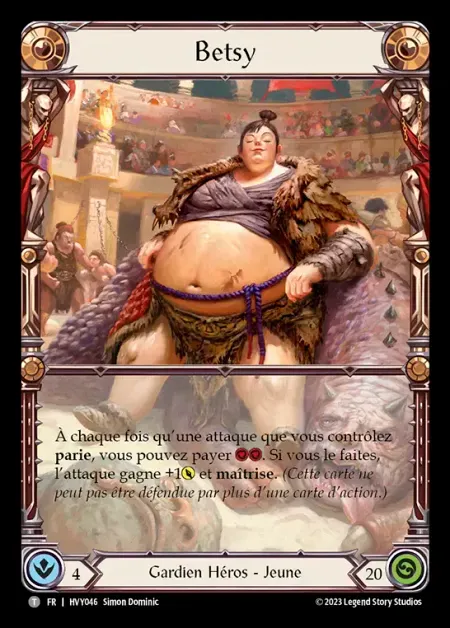 Betsy
À chaque fois qu'une attaque que vous contrôlez
parie, vous pouvez payer. Si vous le faites,
l'attaque gagne +1 et maîtrise. (Cette carte ne
peut pas être défendue par plus d'une carte d'action.)
4
Gardien Héros - Jeune
20
T FR | HVY046 Simon Dominic
© 2023 Legend Story Studios